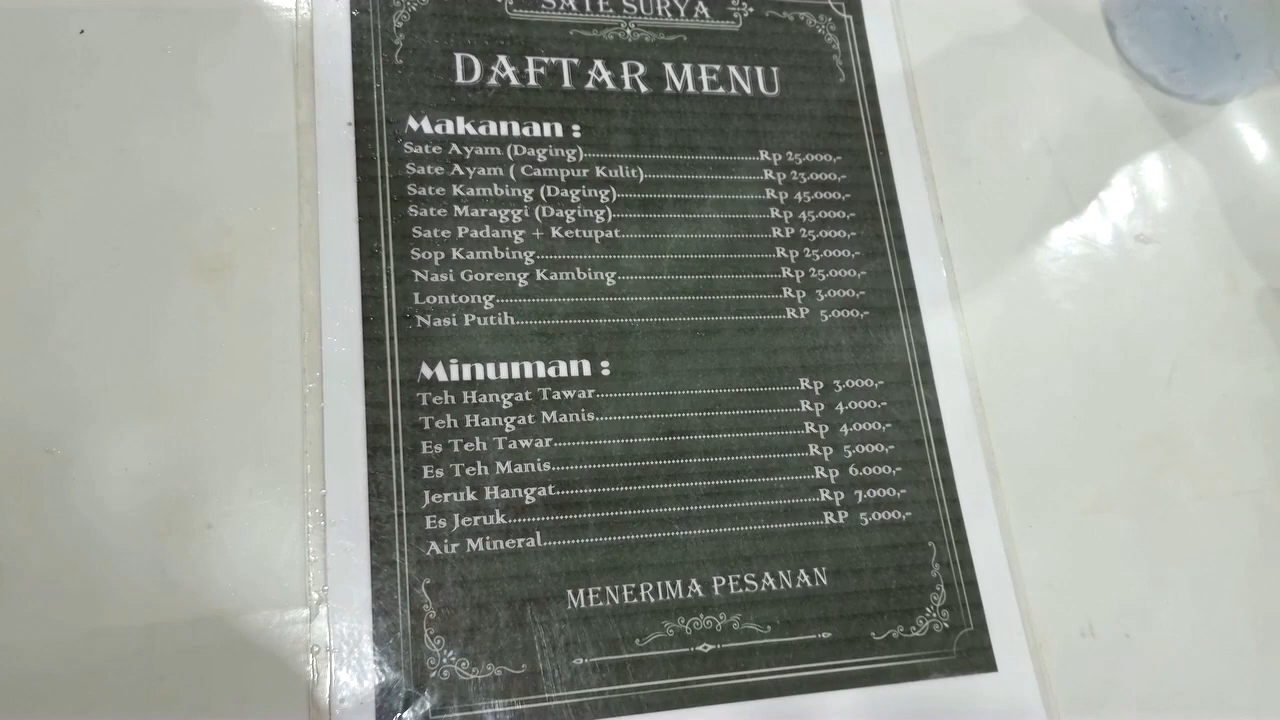 SATE SURYA
DAFTAR MENU
Makanan :
Sate Ayam (Daging)..........Rp 25.000,-
Sate Ayam ( Campur Kulit)..........Rp 23.000,-
Sate Kambing (Daging)..........Rp 45.000,-
Sate Maraggi (Daging)..........Rp 45.000,-
Sate Padang + Ketupat..........RP 25.000,-
Sop Kambing..........Rp 25.000,-
Nasi Goreng Kambing..........Rp 25.000,-
Lontong..........Rp 3.000,-
Nasi Putih..........RP 5.000,-
Minuman :
Teh Hangat Tawar..........Rp 3.000,-
Teh Hangat Manis..........Rp 4.000.-
Es Teh Tawar..........Rp 4.000,-
Es Teh Manis..........Rp 5.000,-
Jeruk Hangat..........Rp 6.000,-
Es Jeruk..........Rp 7.000,-
Air Mineral..........RP 5.000,-
MENERIMA PESANAN